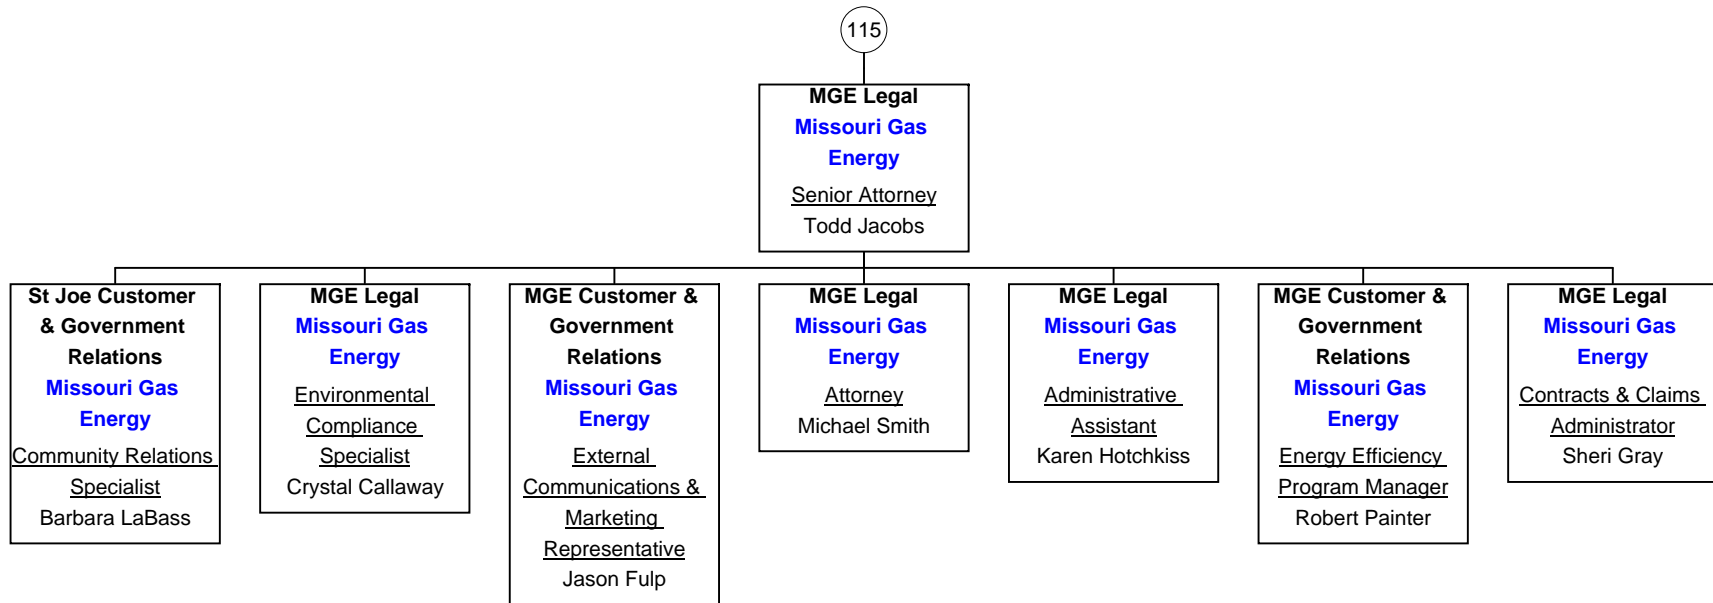 115
MGE Legal
Missouri Gas
Energy
Senior Attorney
Todd Jacobs
St Joe Customer
& Government
Relations
Missouri Gas
Energy
Community Relations
Specialist
Barbara LaBass
MGE Legal
Missouri Gas
Energy
Environmental
Compliance
Specialist
Crystal Callaway
MGE Customer &
Government
Relations
Missouri Gas
Energy
External
Communications &
Marketing
Representative
Jason Fulp
MGE Legal
Missouri Gas
Energy
Attorney
Michael Smith
MGE Legal
Missouri Gas
Energy
Administrative
Assistant
Karen Hotchkiss
MGE Customer &
Government
Relations
Missouri Gas
Energy
Energy Efficiency
Program Manager
Robert Painter
MGE Legal
Missouri Gas
Energy
Contracts & Claims
Administrator
Sheri Gray